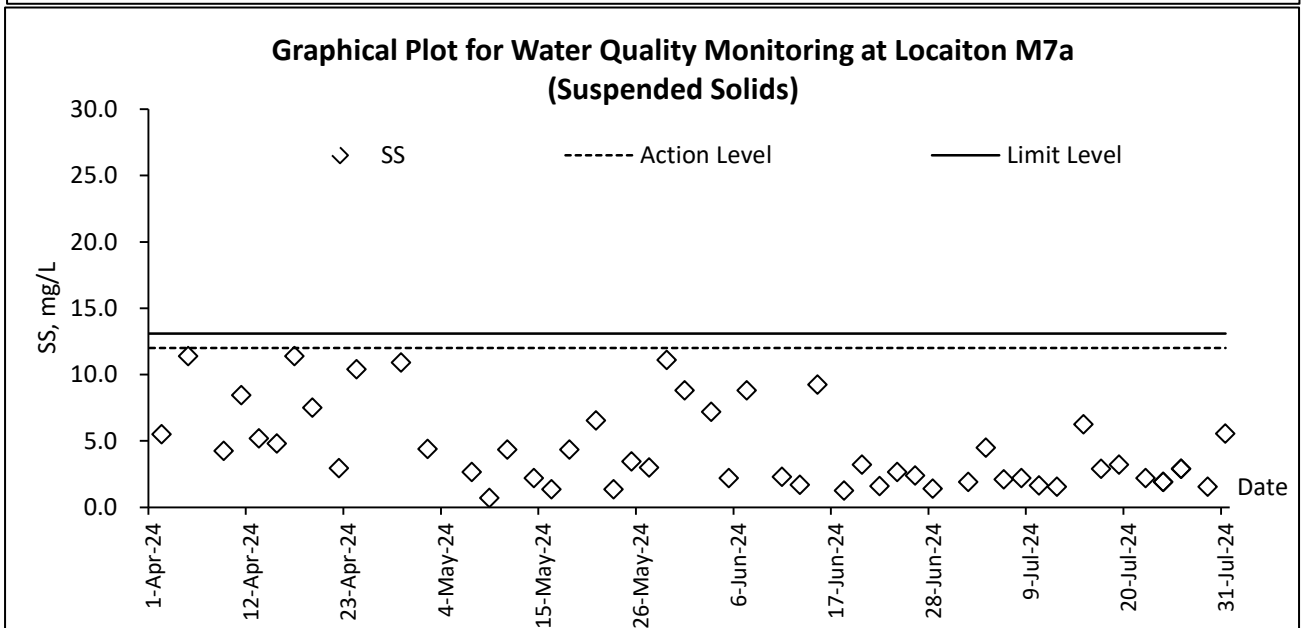 Graphical Plot for Water Quality Monitoring at Locaiton M7a
(Suspended Solids)
SS
Action Level
Limit Level
SS, mg/L
30.0
25.0
20.0
15.0
10.0
5.0
0.0
Date
1-Apr-24
12-Apr-24
23-Apr-24
4-May-24
15-May-24
26-May-24
6-Jun-24
17-Jun-24
28-Jun-24
9-Jul-24
20-Jul-24
31-Jul-24